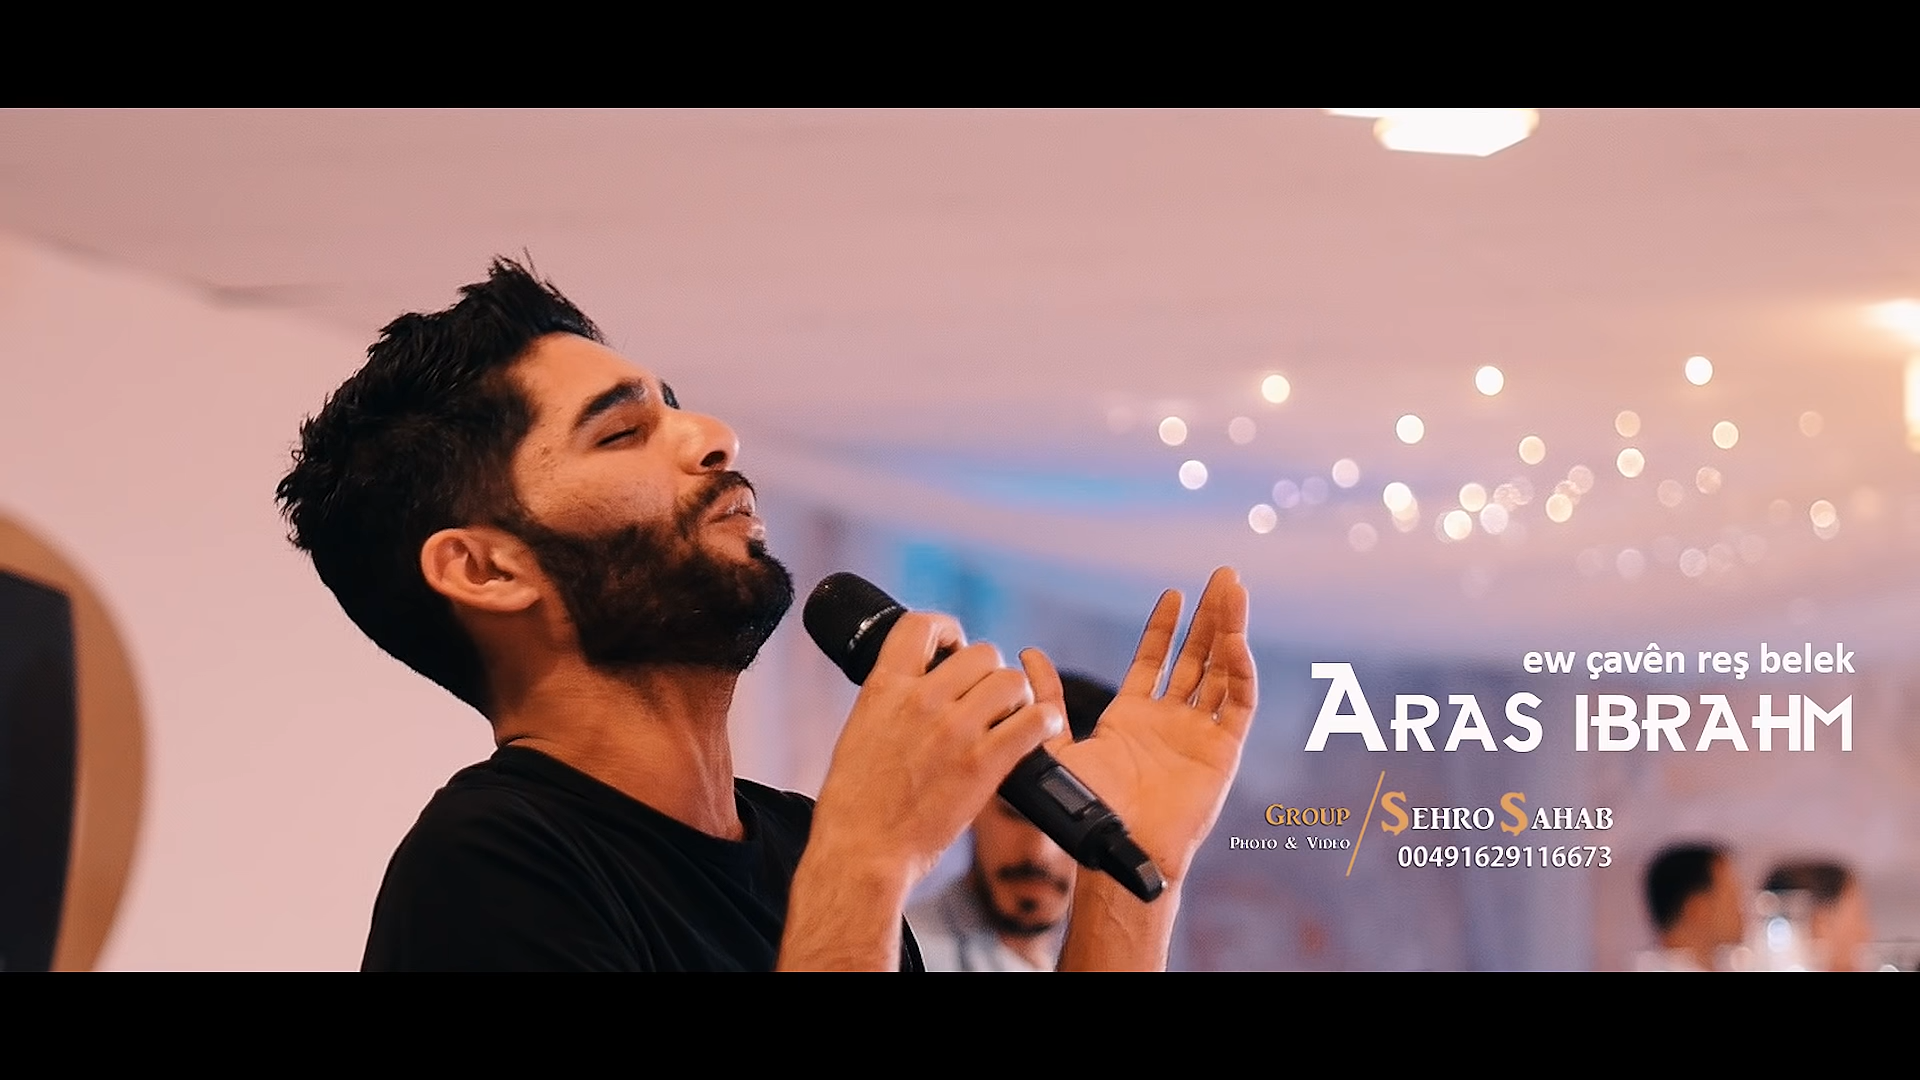 ew çavên reş belek
ARAS IBRAHM
GROUP
PHOTO & VIDEO
SEHRO SAHAB
00491629116673